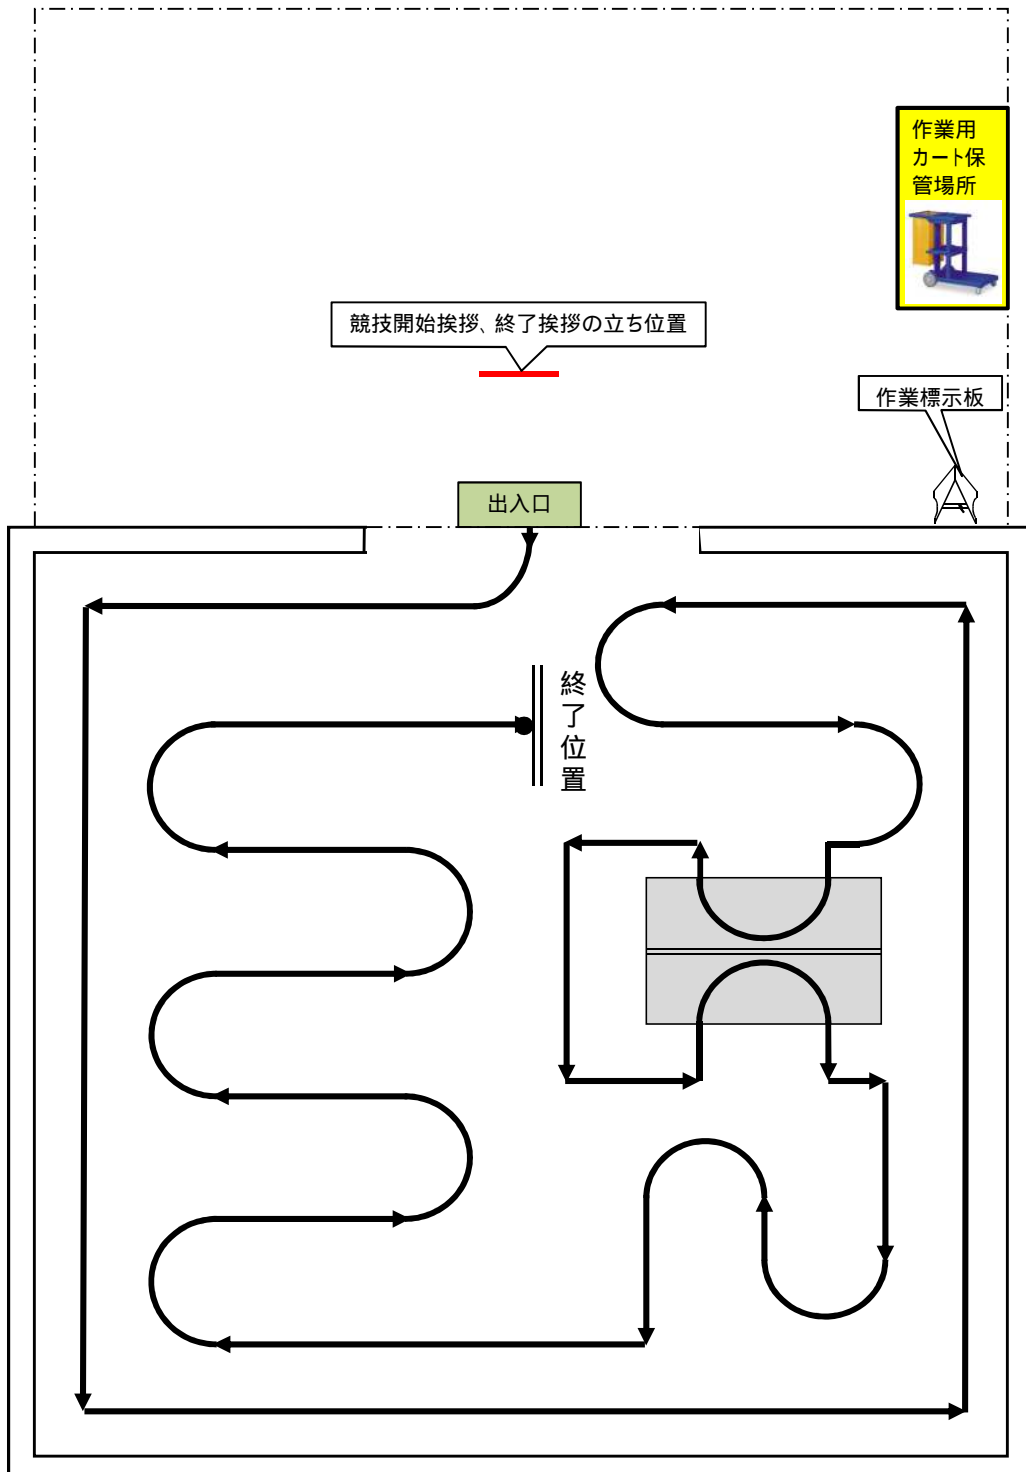 作業用
カート保
管場所
競技開始挨拶、終了挨拶の立ち位置
作業標示板
出入口
終了位置